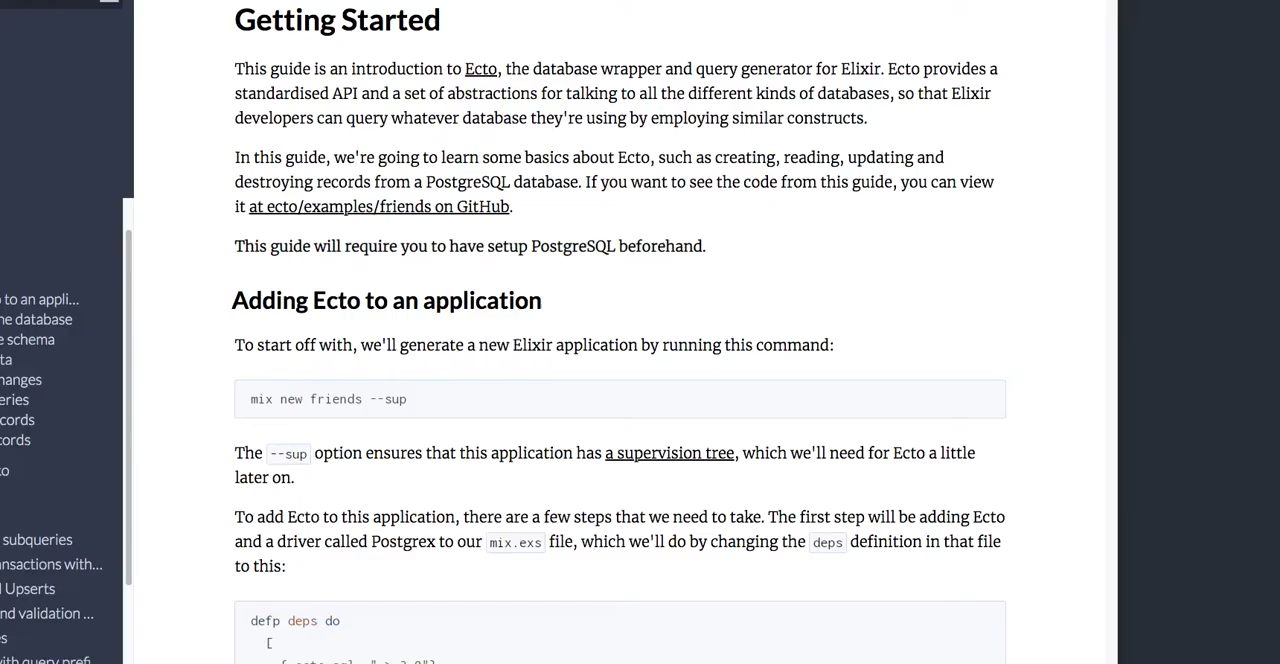 Getting Started
This guide is an introduction to Ecto, the database wrapper and query generator for Elixir. Ecto provides a
standardised API and a set of abstractions for talking to all the different kinds of databases, so that Elixir
developers can query whatever database they're using by employing similar constructs.
In this guide, we're going to learn some basics about Ecto, such as creating, reading, updating and
destroying records from a PostgreSQL database. If you want to see the code from this guide, you can view
it at ecto/examples/friends on GitHub.
This guide will require you to have setup PostgreSQL beforehand.
Adding Ecto to an application
To start off with, we'll generate a new Elixir application by running this command:
mix new friends --sup
The --sup option ensures that this application has a supervision tree, which we'll need for Ecto a little
later on.
To add Ecto to this application, there are a few steps that we need to take. The first step will be adding Ecto
and a driver called Postgrex to our mix.exs file, which we'll do by changing the deps definition in that file
to this:
defp deps do
[
to an appli...
database
schema
subqueries
with...
Upserts
validation ...